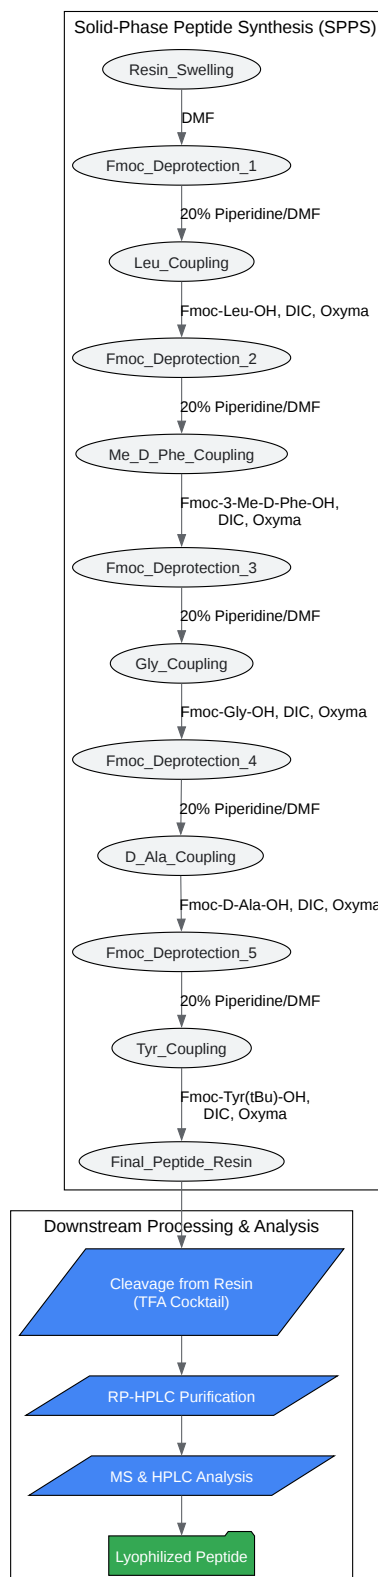 Solid-Phase Peptide Synthesis (SPPS)
Resin_Swelling
DMF
Fmoc_Deprotection_1
20% Piperidine/DMF
Leu_Coupling
Fmoc-Leu-OH, DIC, Oxyma
Fmoc_Deprotection_2
20% Piperidine/DMF
Me_D_Phe_Coupling
Fmoc-3-Me-D-Phe-OH,
DIC, Oxyma
Fmoc_Deprotection_3
20% Piperidine/DMF
Gly_Coupling
Fmoc-Gly-OH, DIC, Oxyma
Fmoc_Deprotection_4
20% Piperidine/DMF
D_Ala_Coupling
Fmoc-D-Ala-OH, DIC, Oxyma
Fmoc_Deprotection_5
20% Piperidine/DMF
Tyr_Coupling
Fmoc-Tyr(tBu)-OH,
DIC, Oxyma
Final_Peptide_Resin
Downstream Processing & Analysis
Cleavage from Resin
(TFA Cocktail)
RP-HPLC Purification
MS & HPLC Analysis
Lyophilized Peptide